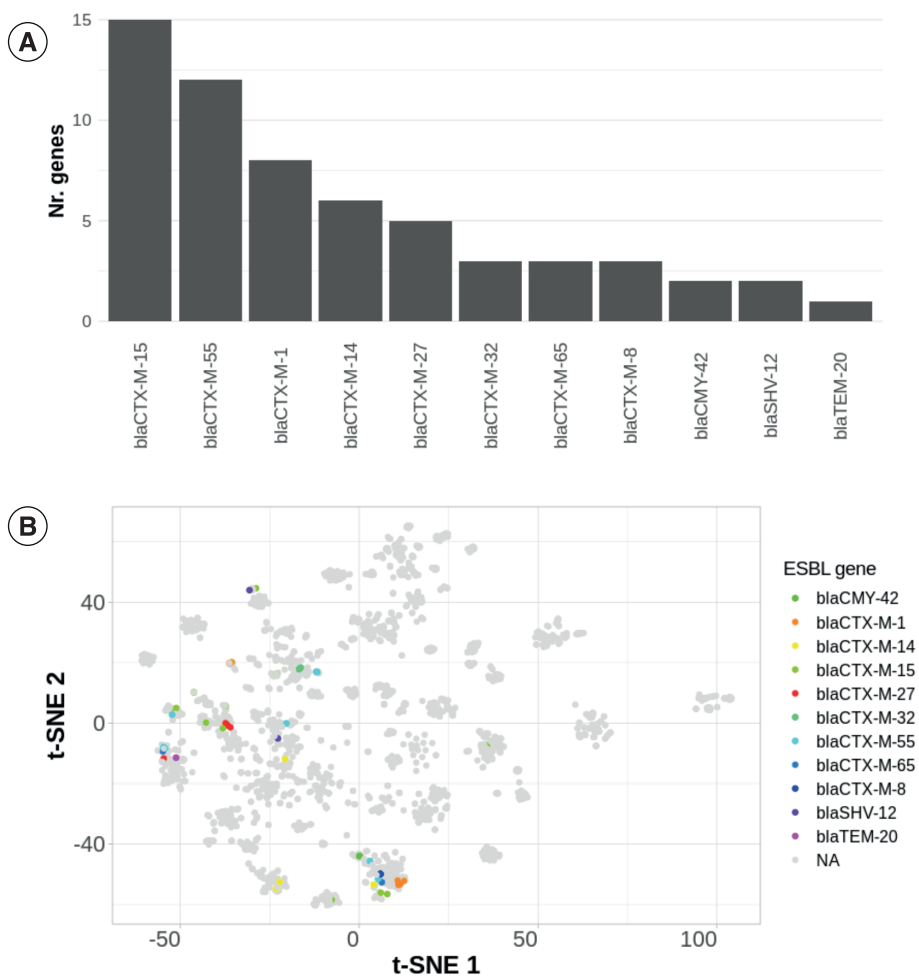 A
15
10
5
0
Nr. genes
blaCTX-M-15
blaCTX-M-55
blaCTX-M-1
blaCTX-M-14
blaCTX-M-27
blaCTX-M-32
blaCTX-M-65
blaCTX-M-8
blaCMY-42
blaSHV-12
blaTEM-20
B
40
0
-40
t-SNE 2
-50
0
50
100
t-SNE 1
ESBL gene
blaCMY-42
blaCTX-M-1
blaCTX-M-14
blaCTX-M-15
blaCTX-M-27
blaCTX-M-32
blaCTX-M-55
blaCTX-M-65
blaCTX-M-8
blaSHV-12
blaTEM-20
NA